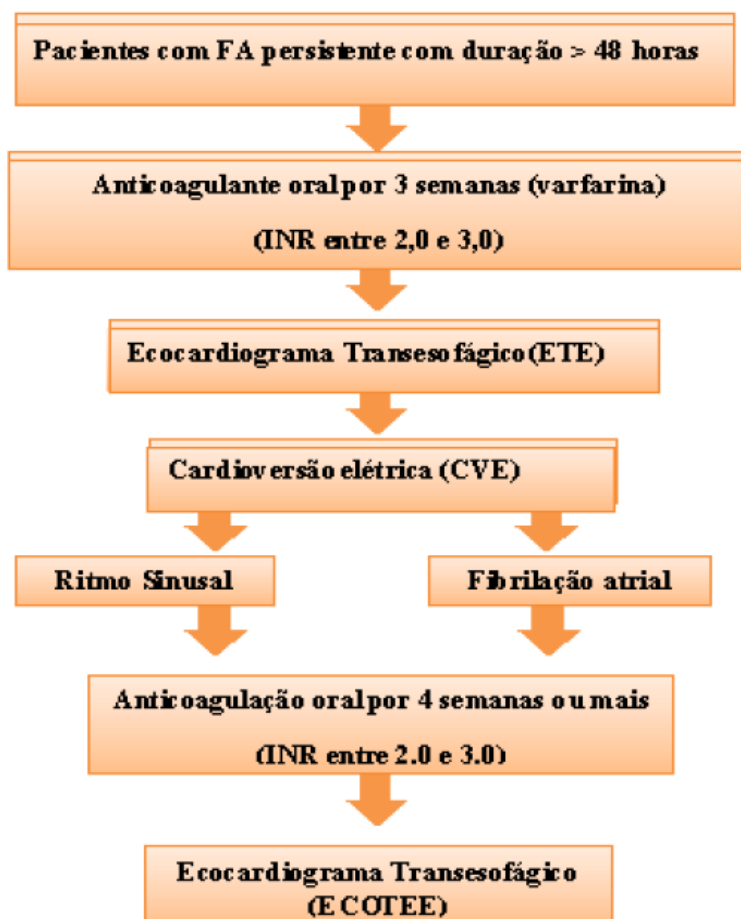 Pacientes com FA persistente com duração > 48 horas
Anticoagulante oral por 3 semanas (varfarina)
(INR entre 2,0 e 3,0)
Ecocardiograma Transesofágico (ETE)
Cardioversão elétrica (CVE)
Ritmo Sinusal
Fibrilação atrial
Anticoagulação oral por 4 semanas ou mais
(INR entre 2.0 e 3.0)
Ecocardiograma Transesofágico
(ECOTEE)